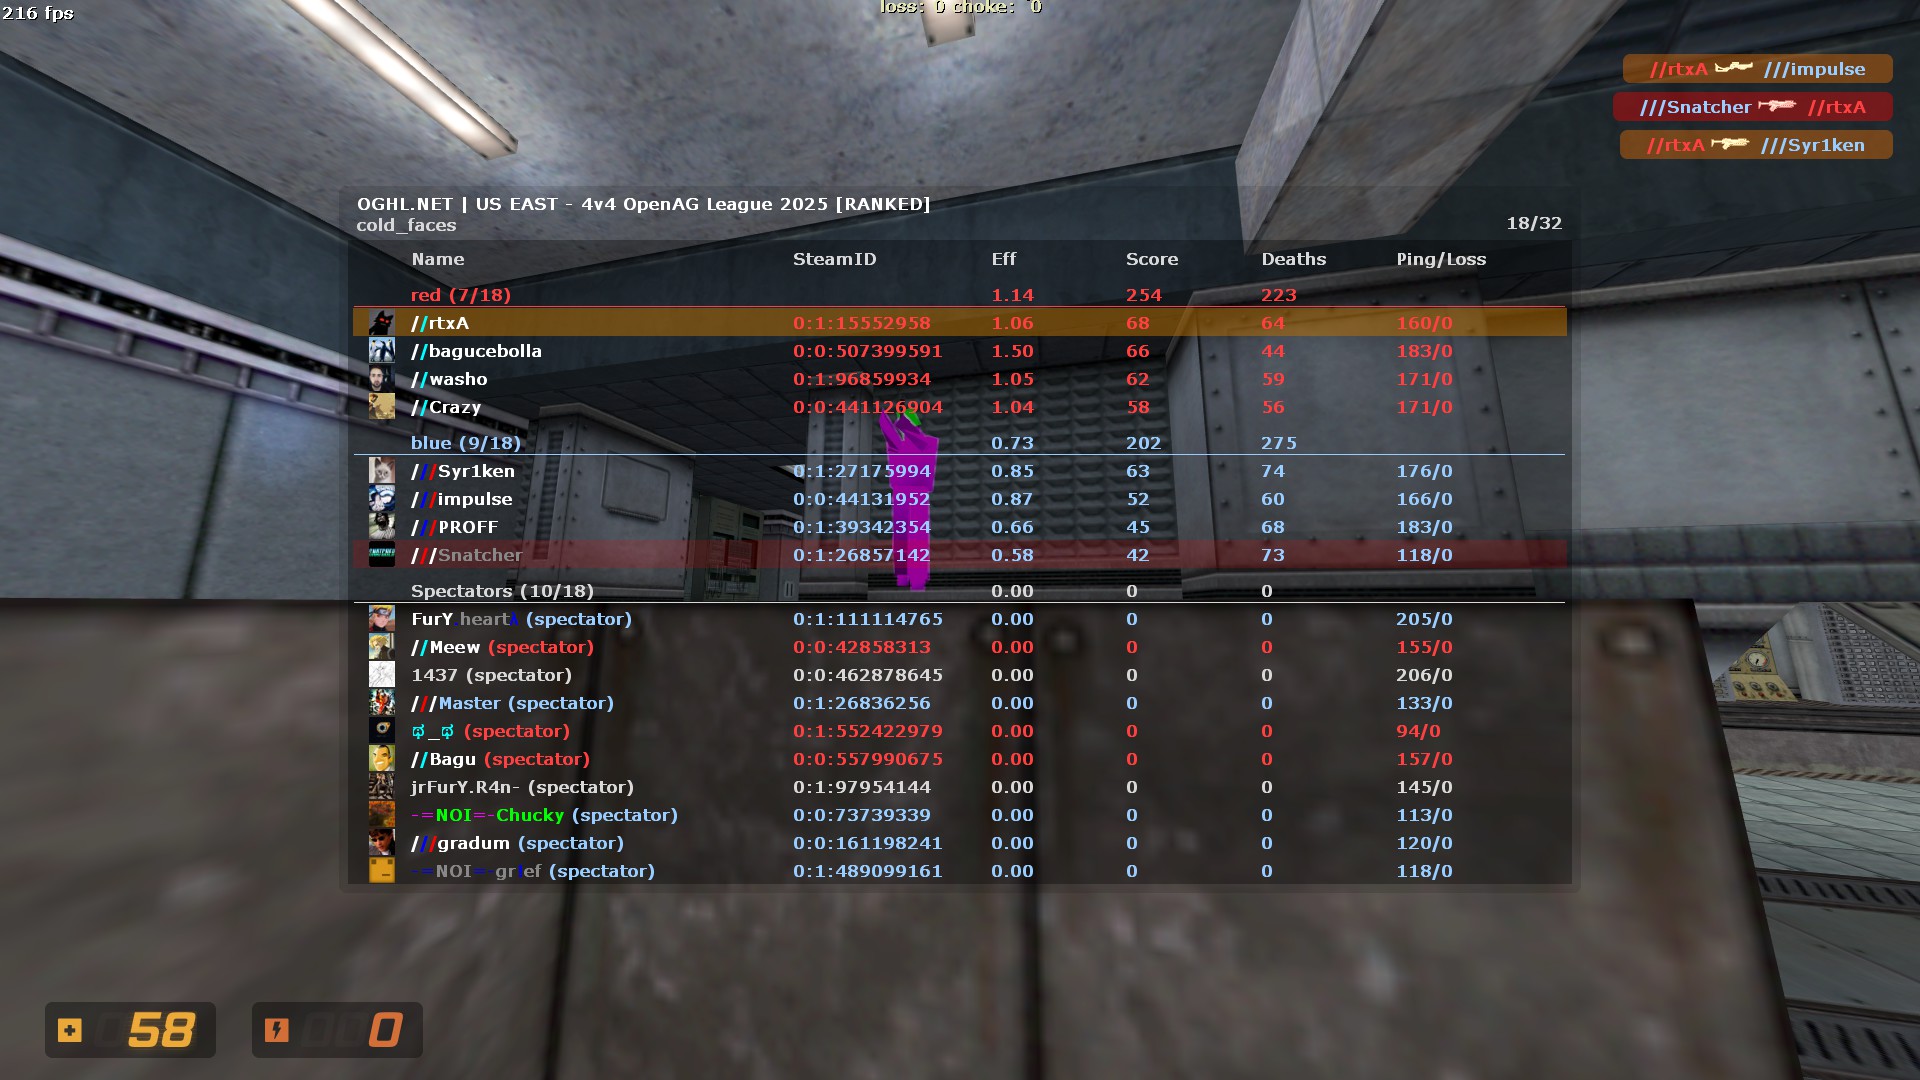 216 fps
loss: 0 choke: 0
//rtxA ///impulse
///Snatcher //rtxA
//rtxA ///Syr1ken
OGHL.NET | US EAST - 4v4 OpenAG League 2025 [RANKED]
cold_faces 18/32
Name SteamID Eff Score Deaths Ping/Loss
red (7/18) 1.14 254 223
//rtxA 0:1:15552958 1.06 68 64 160/0
//bagucebolla 0:0:507399591 1.50 66 44 183/0
//washo 0:1:96859934 1.05 62 59 171/0
//Crazy 0:0:441126904 1.04 58 56 171/0
blue (9/18) 0.73 202 275
///Syr1ken 0:1:27175994 0.85 63 74 176/0
///impulse 0:0:44131952 0.87 52 60 166/0
///PROFF 0:1:39342354 0.66 45 68 183/0
///Snatcher 0:1:26857142 0.58 42 73 118/0
Spectators (10/18) 0.00 0 0
FurY.heart (spectator) 0:1:111114765 0.00 0 0 205/0
//Meew (spectator) 0:0:42858313 0.00 0 0 155/0
1437 (spectator) 0:0:462878645 0.00 0 0 206/0
///Master (spectator) 0:1:26836256 0.00 0 0 133/0
(spectator) 0:1:552422979 0.00 0 0 94/0
//Bagu (spectator) 0:0:557990675 0.00 0 0 157/0
jrFurY.R4n- (spectator) 0:1:97954144 0.00 0 0 145/0
-=NOI=-Chucky (spectator) 0:0:73739339 0.00 0 0 113/0
///gradum (spectator) 0:0:161198241 0.00 0 0 120/0
-=NOI=-grief (spectator) 0:1:489099161 0.00 0 0 118/0
58 0